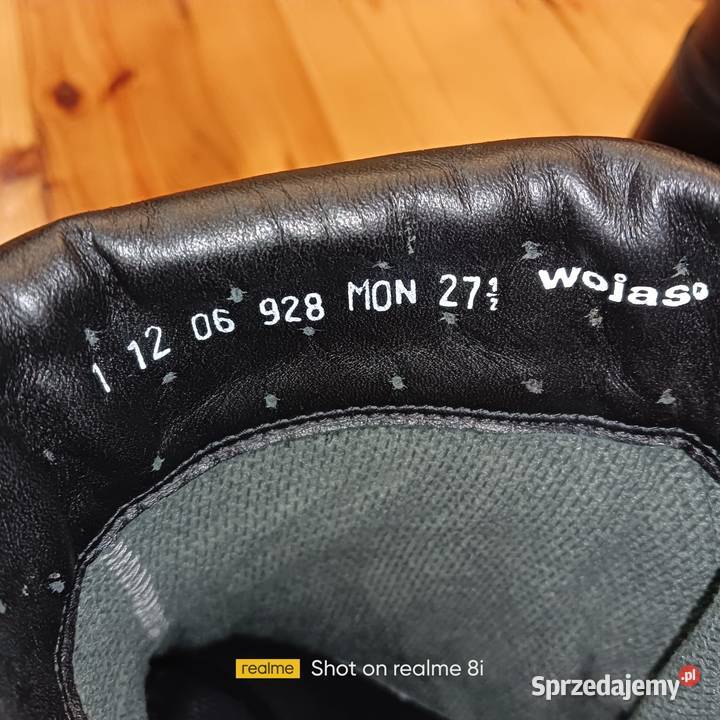 1 12 06 928 MON 27½ wojas
realme Shot on realme 8i
Sprzedajemy.pl